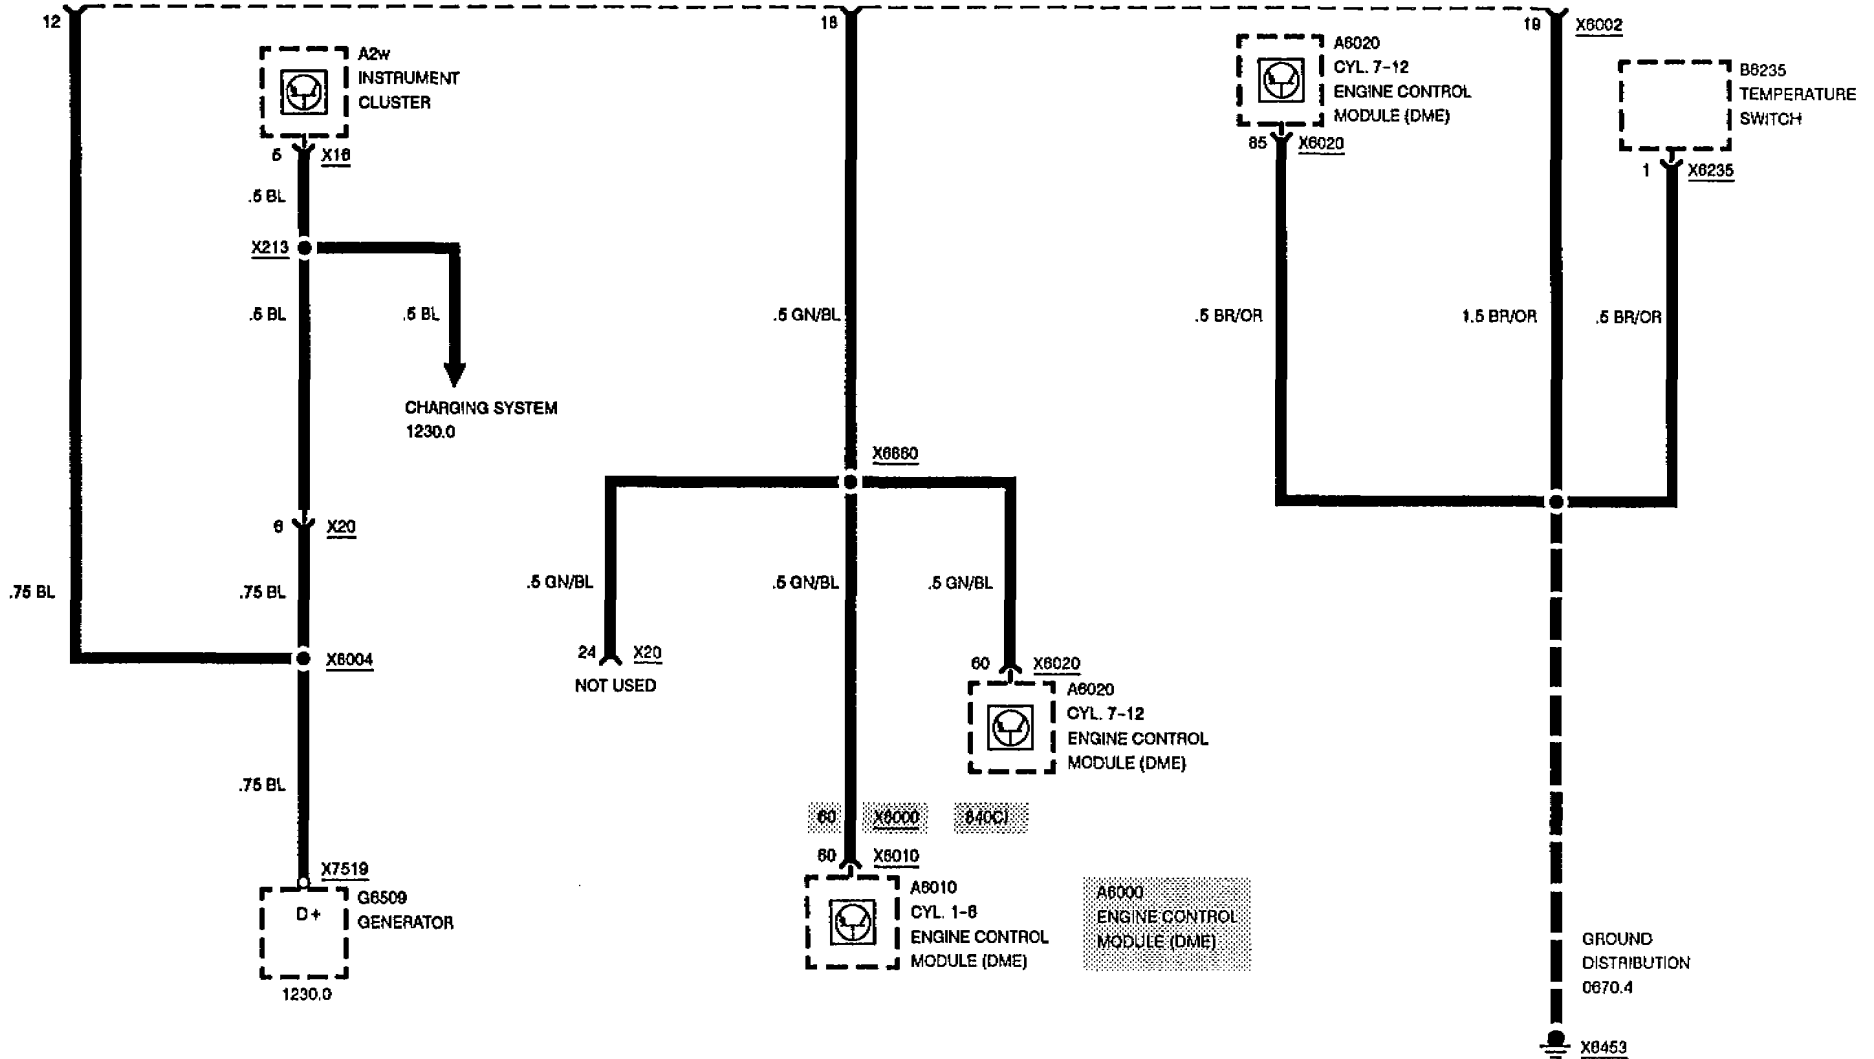 12
18
19
X6002
A2w
INSTRUMENT
CLUSTER
5
X16
.5 BL
X213
.5 BL
.5 BL
CHARGING SYSTEM
1230.0
6
X20
.75 BL
.75 BL
X6004
.75 BL
X7519
D+
G6509
GENERATOR
1230.0
.5 GN/BL
X6660
.5 GN/BL
.5 GN/BL
.5 GN/BL
24
X20
NOT USED
60
X6020
A6020
CYL. 7-12
ENGINE CONTROL
MODULE (DME)
60
X6000
840CI
60
X6010
A6010
CYL. 1-6
ENGINE CONTROL
MODULE (DME)
A6000
ENGINE CONTROL
MODULE (DME)
A6020
CYL. 7-12
ENGINE CONTROL
MODULE (DME)
85
X6020
B6235
TEMPERATURE
SWITCH
1
X6235
.5 BR/OR
1.5 BR/OR
.5 BR/OR
GROUND
DISTRIBUTION
0670.4
X6453